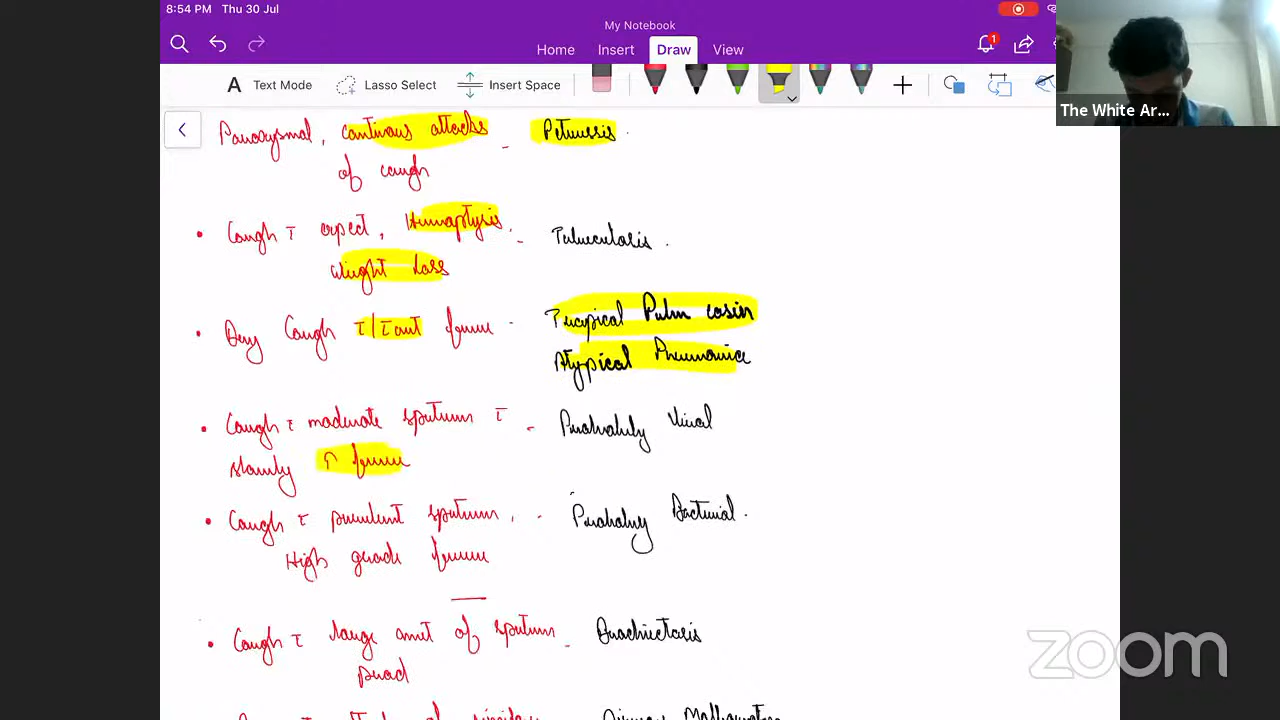 8:54 PM Thu 30 Jul
My Notebook
Home Insert Draw View
1
A Text Mode Lasso Select Insert Space
The White Ar...
Paroxysmal, continous attacks - Pertussis.
of cough
• Cough c̄ expect, Hemoptysis, - Tuberculosis.
Weight loss
• Dry Cough c̄/c̄out fever - Tropical Pulm eosin
Atypical Pneumonia
• Cough c̄ moderate sputum c̄ - Probably Viral
slowly ↑ fever
• Cough c̄ purulent sputum, - Probably Bacterial.
High grade fever
• Cough c̄ large amt of sputum - Bronchiectasis
prod
zoom